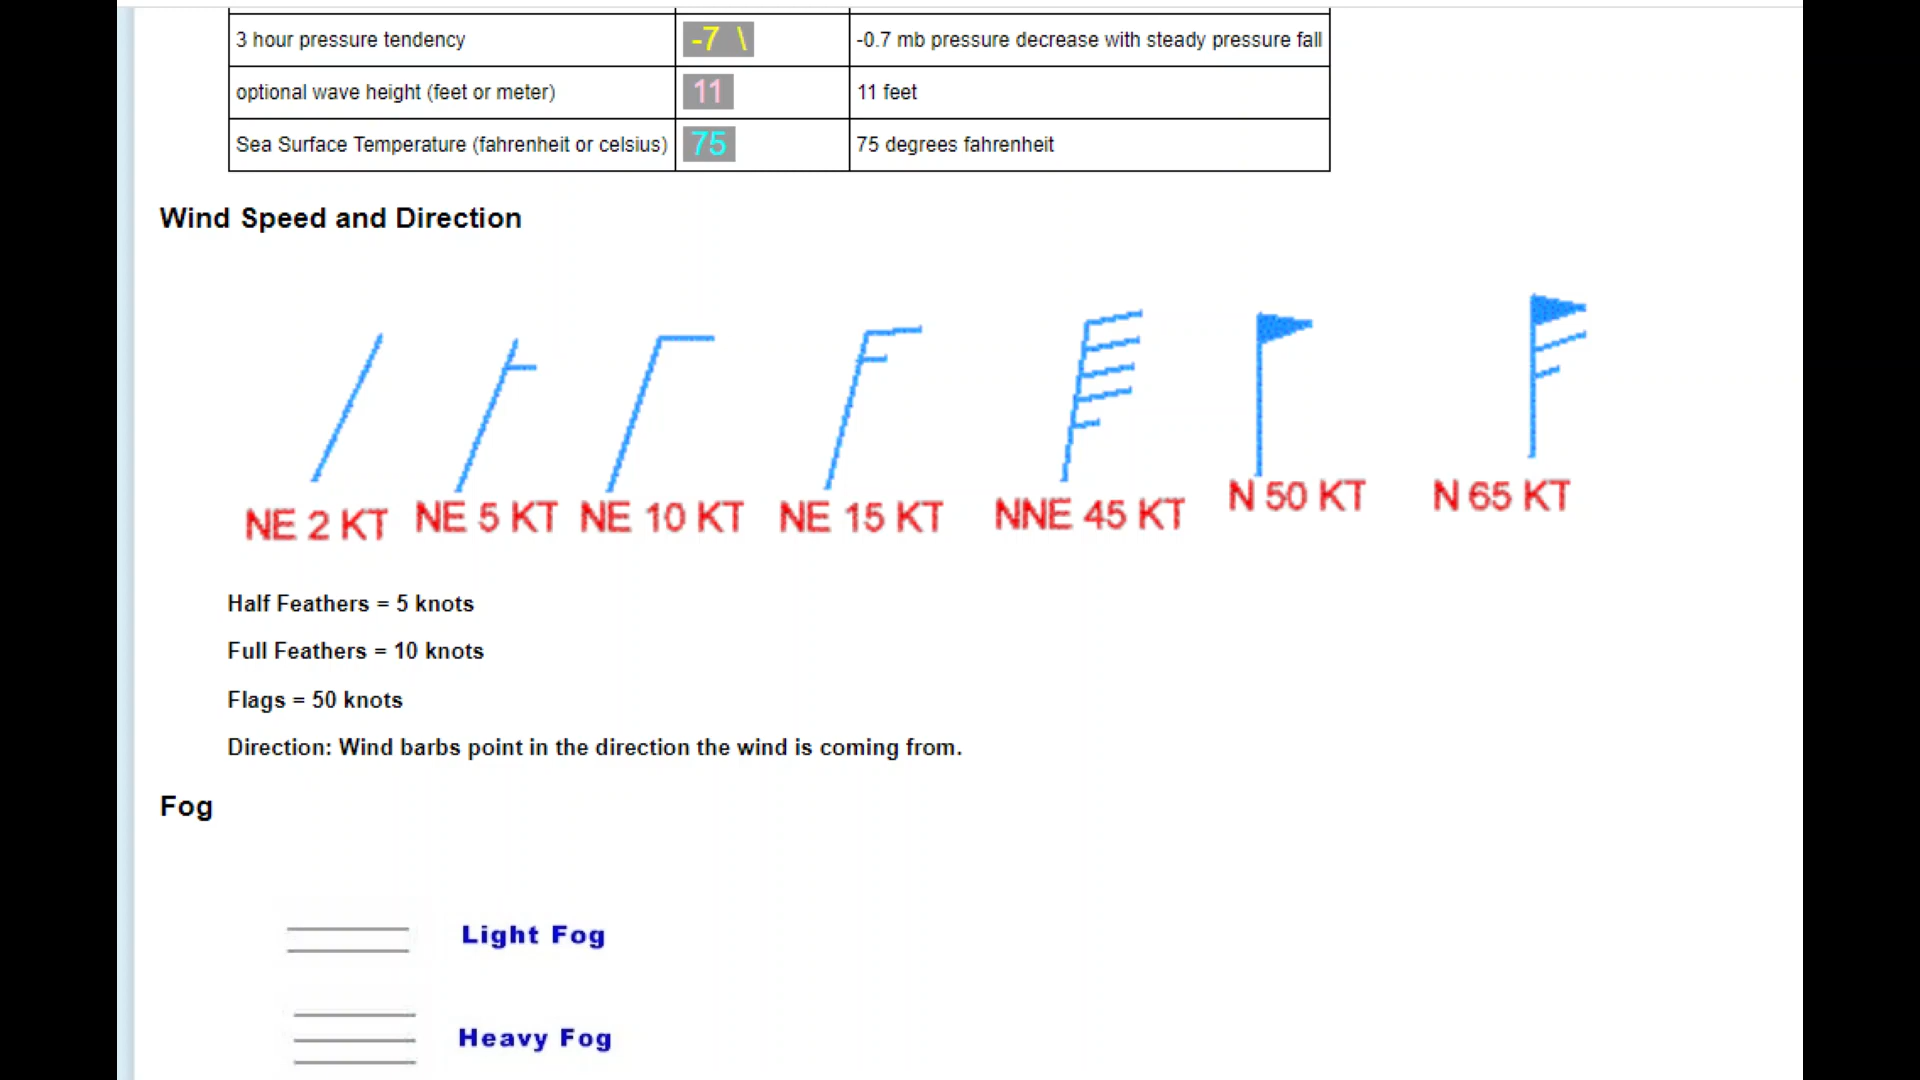 3 hour pressure tendency -7 \ -0.7 mb pressure decrease with steady pressure fall
optional wave height (feet or meter) 11 11 feet
Sea Surface Temperature (fahrenheit or celsius) 75 75 degrees fahrenheit
Wind Speed and Direction
NE 2 KT NE 5 KT NE 10 KT NE 15 KT NNE 45 KT N 50 KT N 65 KT
Half Feathers = 5 knots
Full Feathers = 10 knots
Flags = 50 knots
Direction: Wind barbs point in the direction the wind is coming from.
Fog
Light Fog
Heavy Fog